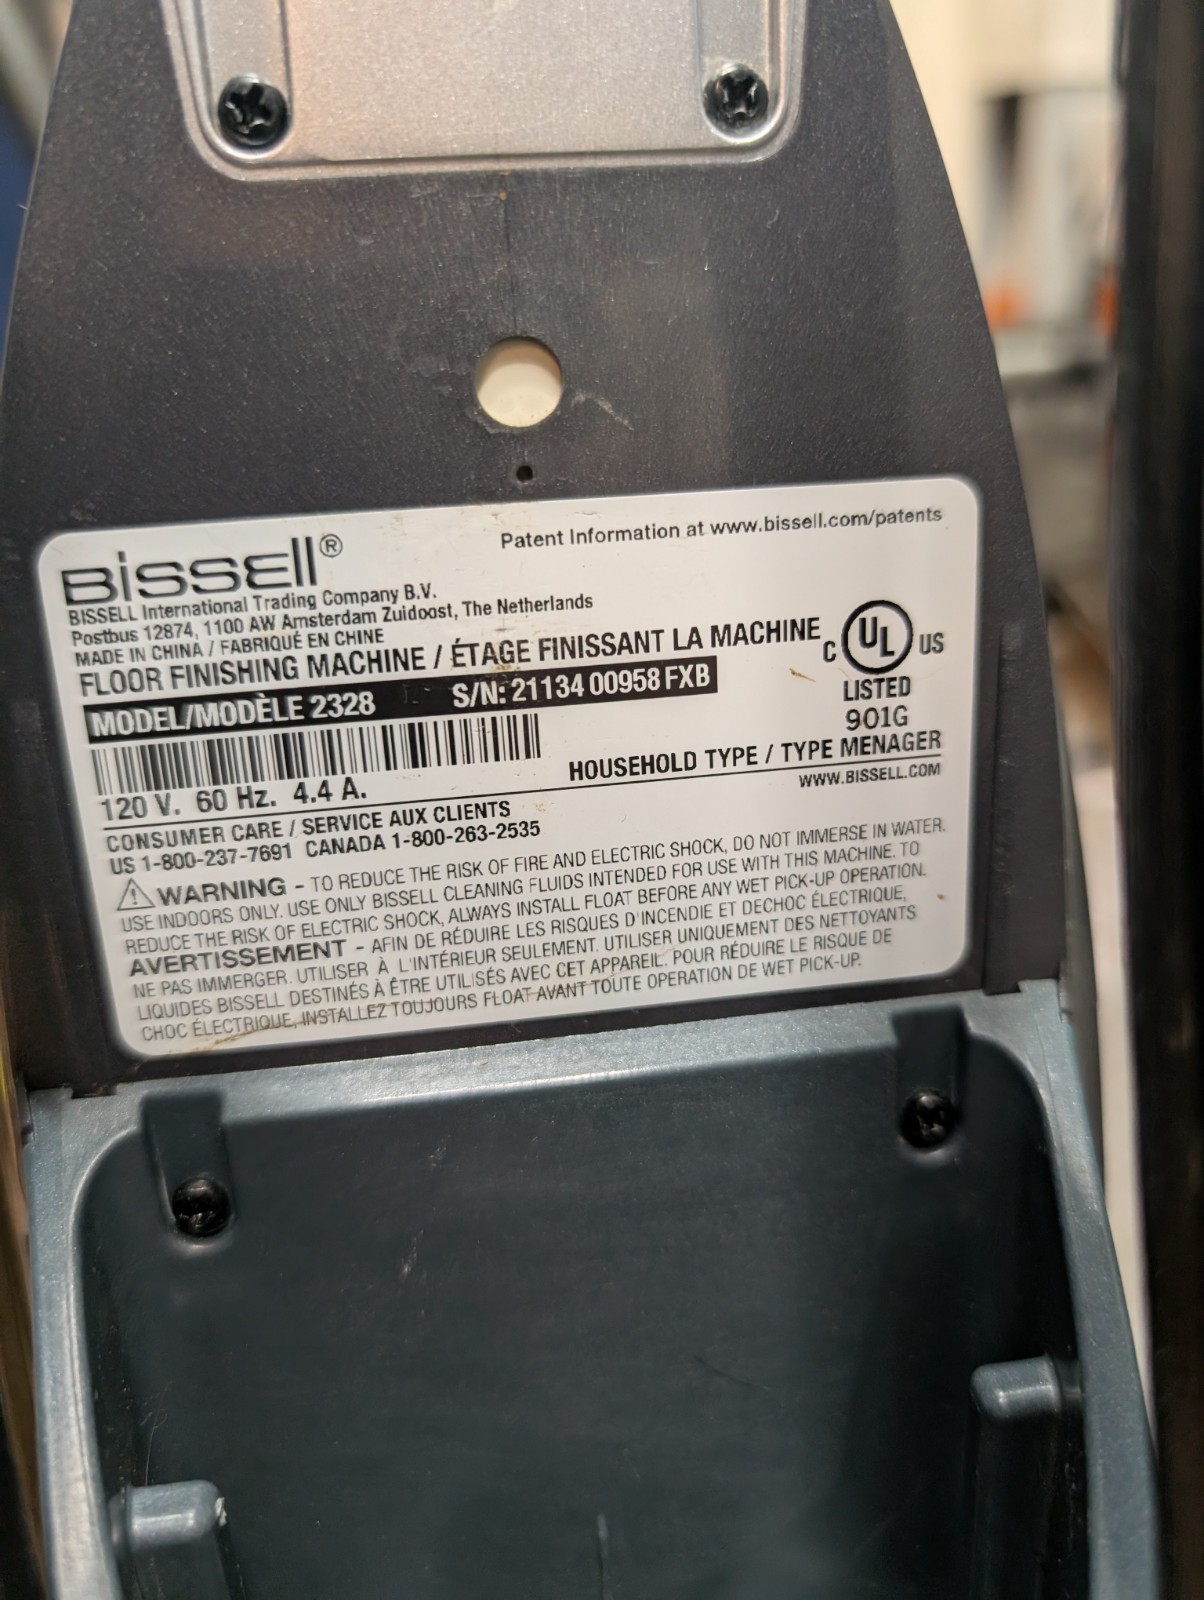 BISSELL®
Patent Information at www.bissell.com/patents
BISSELL International Trading Company B.V.
Postbus 12874, 1100 AW Amsterdam Zuidoost, The Netherlands
MADE IN CHINA / FABRIQUÉ EN CHINE
FLOOR FINISHING MACHINE / ÉTAGE FINISSANT LA MACHINE
C UL US
LISTED
901G
MODEL/MODÈLE 2328 S/N: 21134 00958 FXB
HOUSEHOLD TYPE / TYPE MENAGER
120 V. 60 Hz. 4.4 A.
WWW.BISSELL.COM
CONSUMER CARE / SERVICE AUX CLIENTS
US 1-800-237-7691 CANADA 1-800-263-2535
WARNING - TO REDUCE THE RISK OF FIRE AND ELECTRIC SHOCK, DO NOT IMMERSE IN WATER.
USE INDOORS ONLY. USE ONLY BISSELL CLEANING FLUIDS INTENDED FOR USE WITH THIS MACHINE. TO
REDUCE THE RISK OF ELECTRIC SHOCK, ALWAYS INSTALL FLOAT BEFORE ANY WET PICK-UP OPERATION.
AVERTISSEMENT - AFIN DE RÉDUIRE LES RISQUES D'INCENDIE ET DECHOC ÉLECTRIQUE,
NE PAS IMMERGER. UTILISER À L'INTÉRIEUR SEULEMENT. UTILISER UNIQUEMENT DES NETTOYANTS
LIQUIDES BISSELL DESTINÉS À ÊTRE UTILISÉS AVEC CET APPAREIL. POUR RÉDUIRE LE RISQUE DE
CHOC ÉLECTRIQUE, INSTALLEZ TOUJOURS FLOAT AVANT TOUTE OPERATION DE WET PICK-UP.